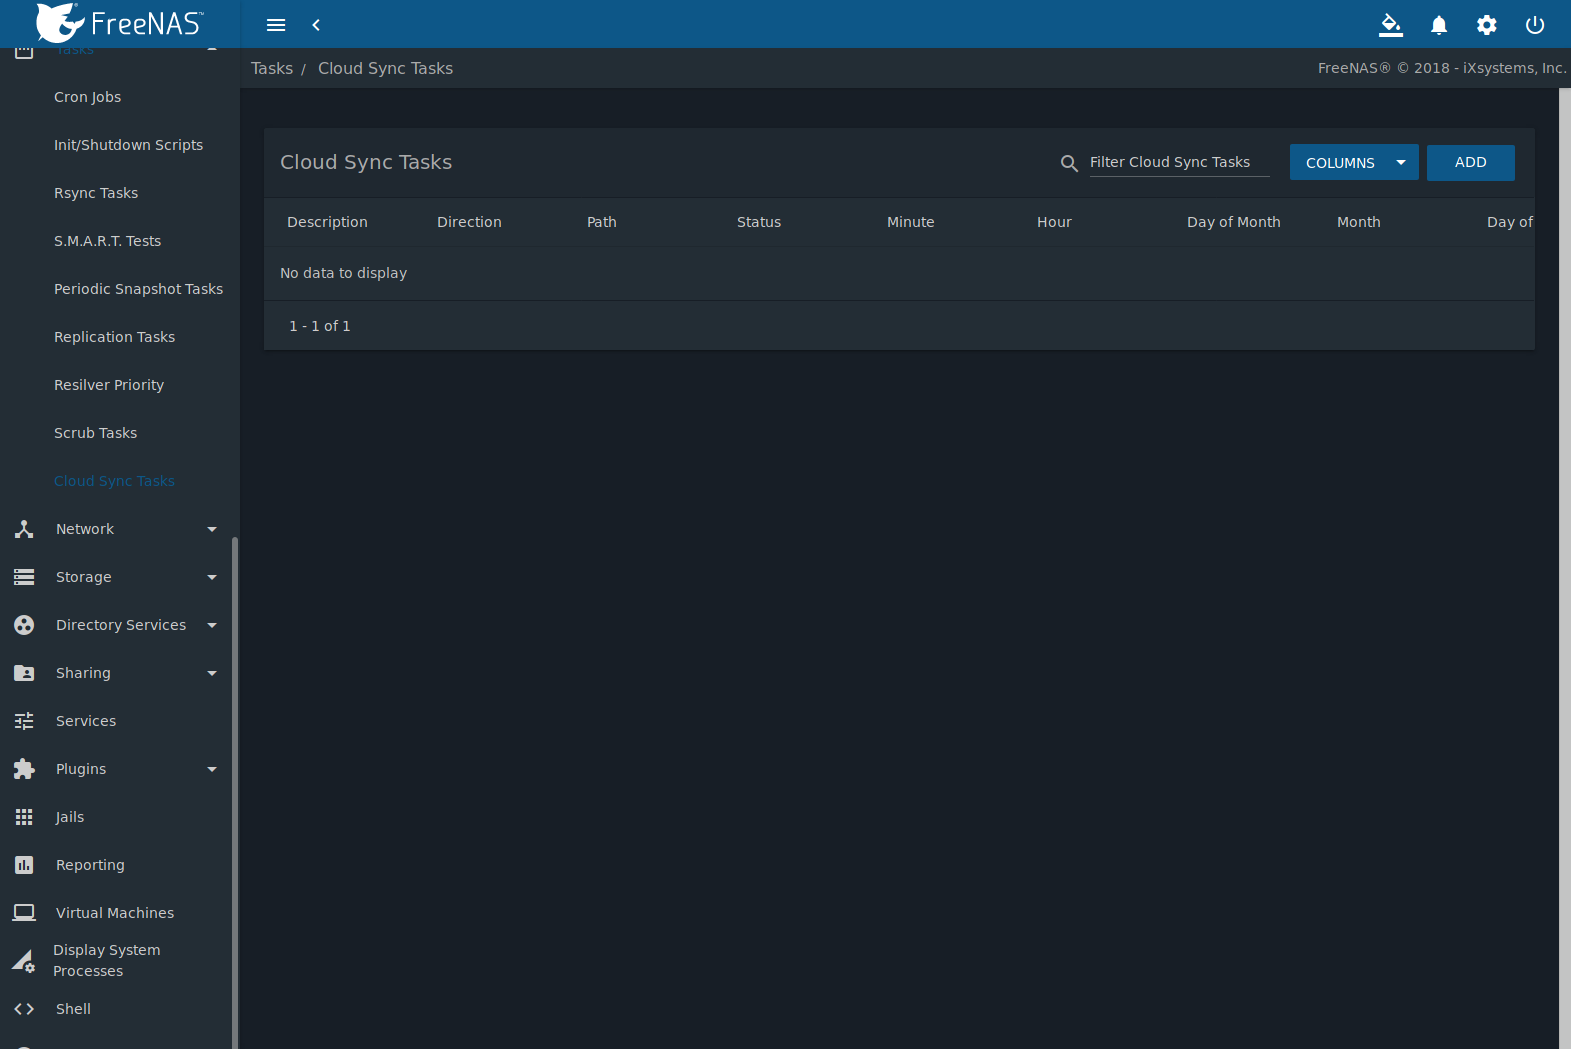 FreeNAS™
Tasks / Cloud Sync Tasks
FreeNAS® © 2018 - iXsystems, Inc.
Tasks
Cron Jobs
Init/Shutdown Scripts
Rsync Tasks
S.M.A.R.T. Tests
Periodic Snapshot Tasks
Replication Tasks
Resilver Priority
Scrub Tasks
Cloud Sync Tasks
Network
Storage
Directory Services
Sharing
Services
Plugins
Jails
Reporting
Virtual Machines
Display System
Processes
Shell
Cloud Sync Tasks
Filter Cloud Sync Tasks
COLUMNS
ADD
Description Direction Path Status Minute Hour Day of Month Month Day of
No data to display
1 - 1 of 1